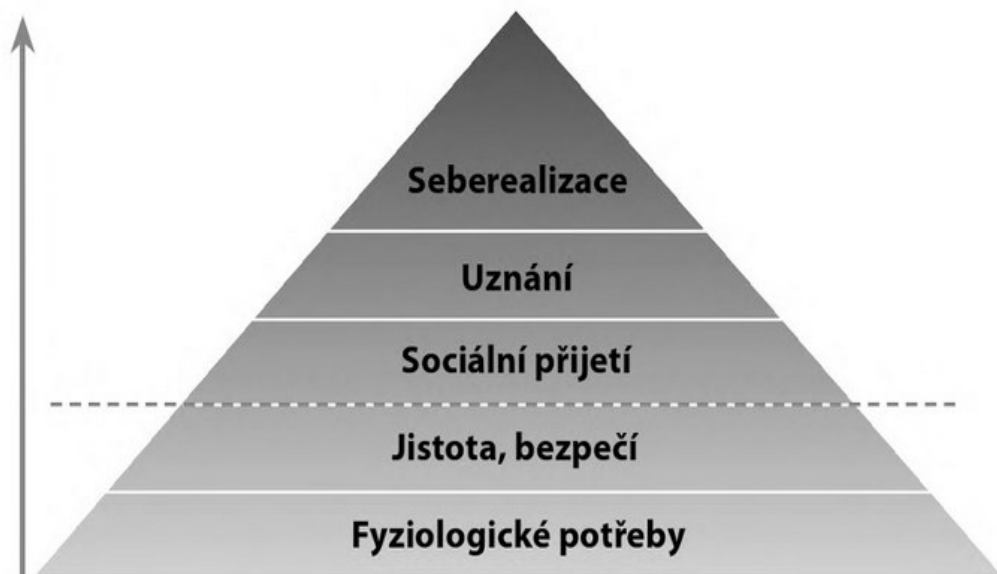 Seberealizace
Uznání
Sociální přijetí
Jistota, bezpečí
Fyziologické potřeby